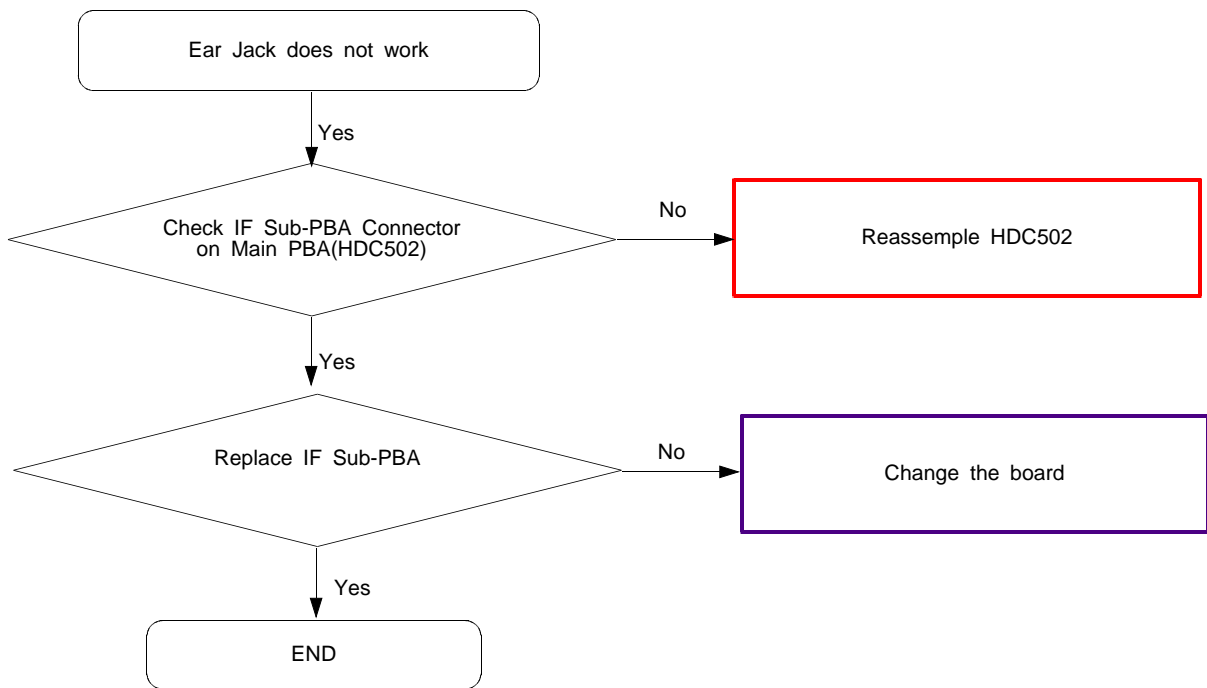 Ear Jack does not work
Yes
Check IF Sub-PBA Connector
on Main PBA(HDC502)
No
Reassemple HDC502
Yes
Replace IF Sub-PBA
No
Change the board
Yes
END